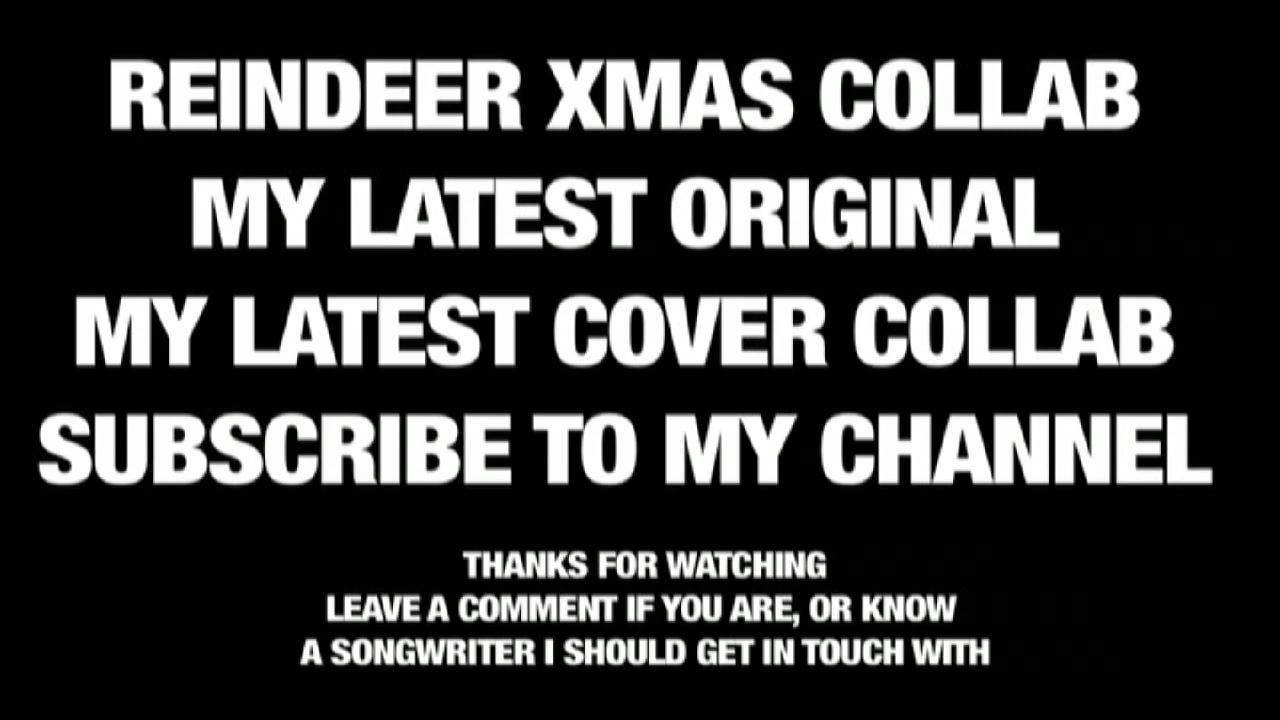 REINDEER XMAS COLLAB
MY LATEST ORIGINAL
MY LATEST COVER COLLAB
SUBSCRIBE TO MY CHANNEL
THANKS FOR WATCHING
LEAVE A COMMENT IF YOU ARE, OR KNOW
A SONGWRITER I SHOULD GET IN TOUCH WITH